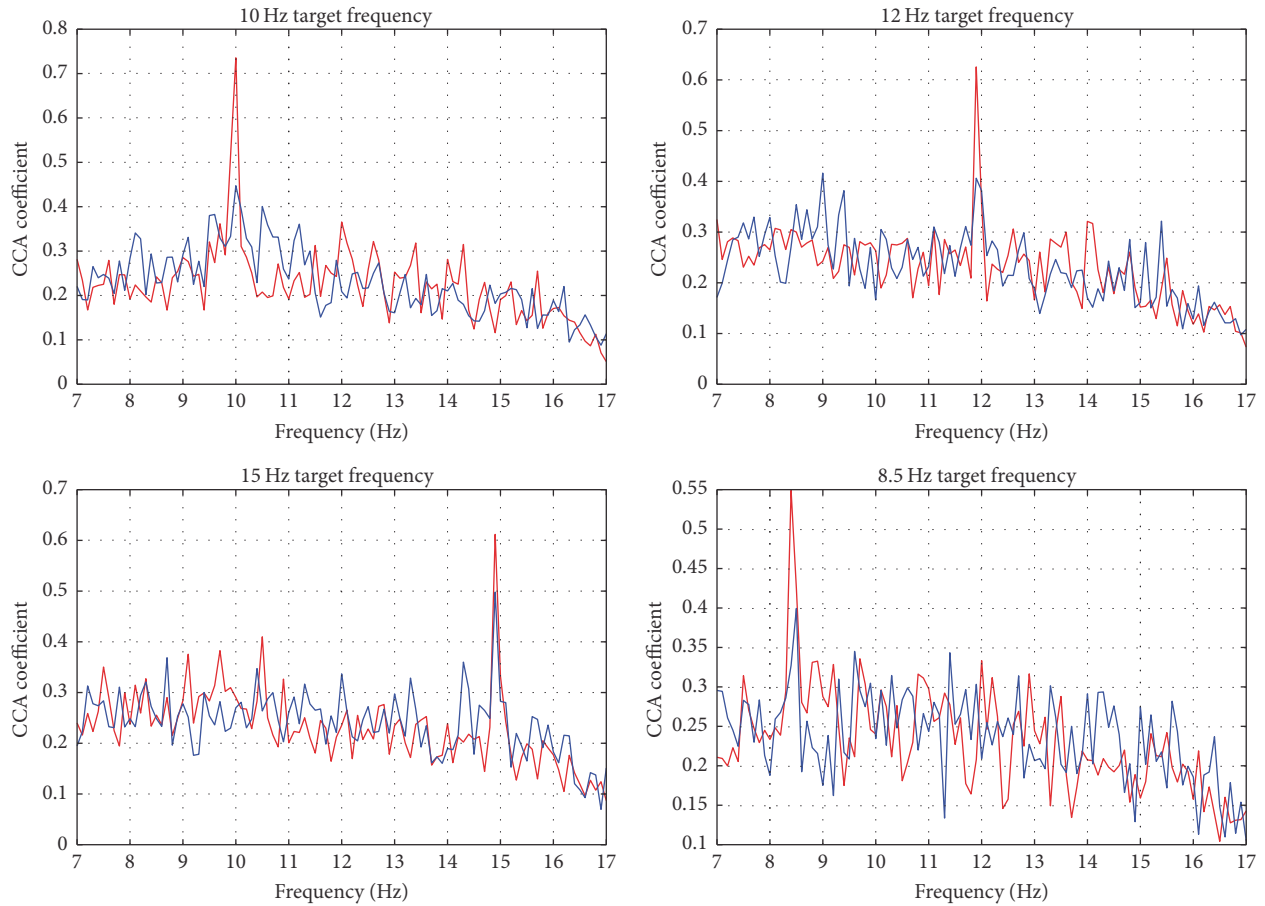 10 Hz target frequency
0.8
0.7
0.6
0.5
0.4
0.3
0.2
0.1
0
CCA coefficient
7 8 9 10 11 12 13 14 15 16 17
Frequency (Hz)
12 Hz target frequency
0.7
0.6
0.5
0.4
0.3
0.2
0.1
0
CCA coefficient
7 8 9 10 11 12 13 14 15 16 17
Frequency (Hz)
15 Hz target frequency
0.7
0.6
0.5
0.4
0.3
0.2
0.1
0
CCA coefficient
7 8 9 10 11 12 13 14 15 16 17
Frequency (Hz)
8.5 Hz target frequency
0.55
0.5
0.45
0.4
0.35
0.3
0.25
0.2
0.15
0.1
CCA coefficient
7 8 9 10 11 12 13 14 15 16 17
Frequency (Hz)